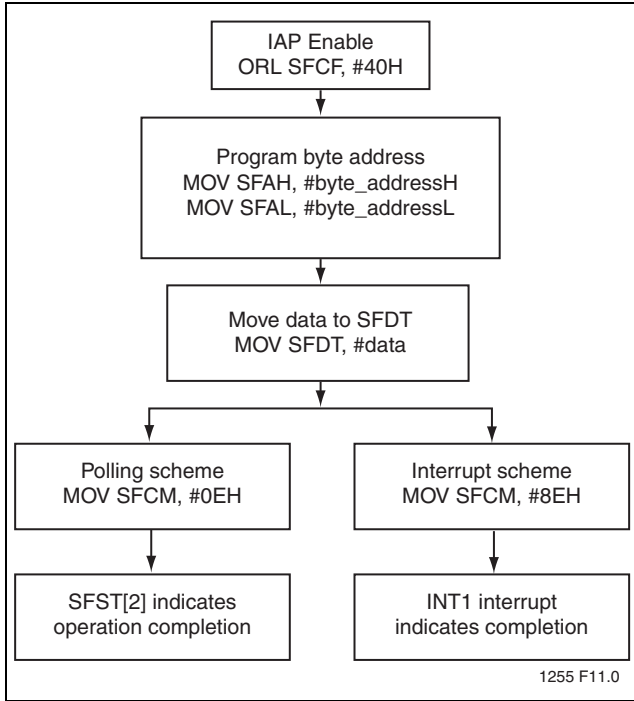 IAP Enable
ORL SFCF, #40H
Program byte address
MOV SFAH, #byte_addressH
MOV SFAL, #byte_addressL
Move data to SFDT
MOV SFDT, #data
Polling scheme
MOV SFCM, #0EH
Interrupt scheme
MOV SFCM, #8EH
SFST[2] indicates
operation completion
INT1 interrupt
indicates completion
1255 F11.0